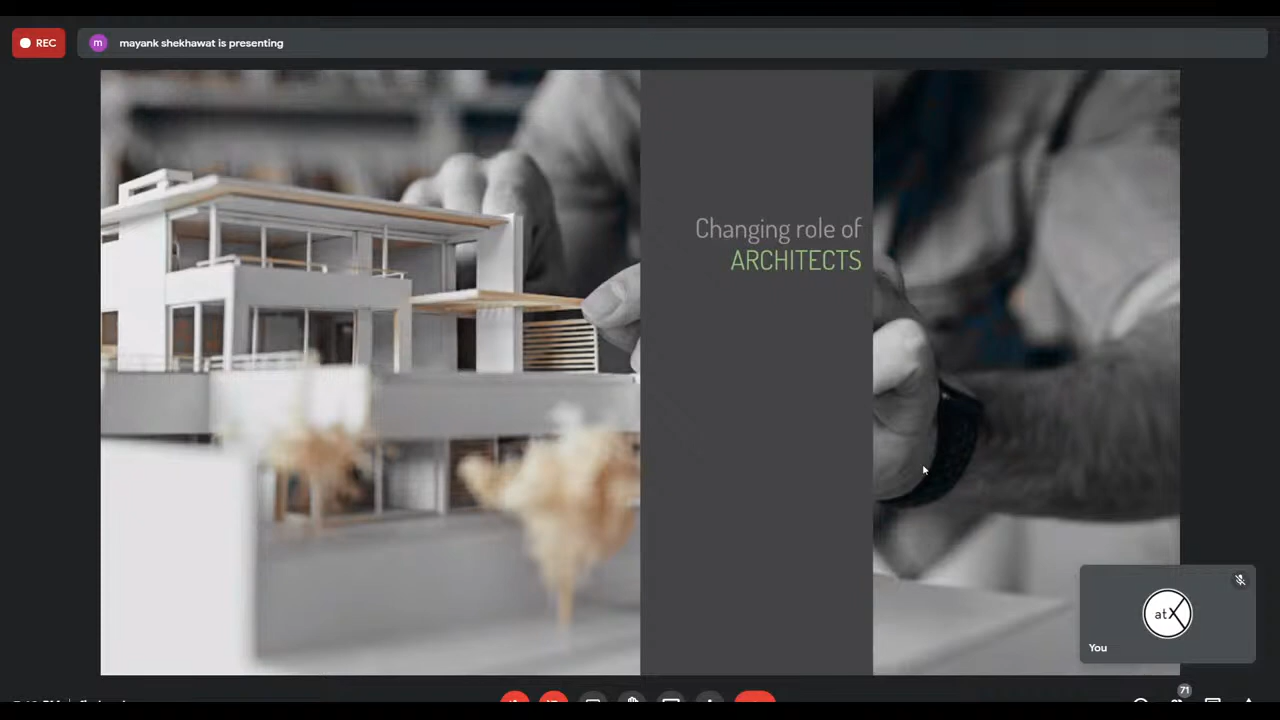 REC
m
mayank shekhawat is presenting
Changing role of
ARCHITECTS
atX
You
71